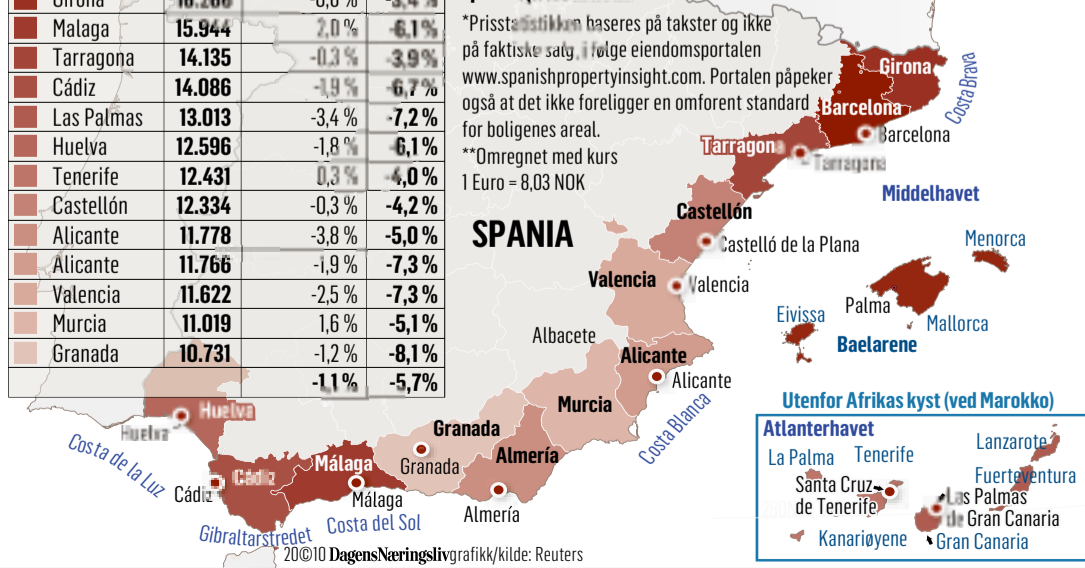 Girona 16.266 -0,6 % -3,4 %
Malaga 15.944 2,0 % -6,1 %
Tarragona 14.135 -0,3 % -3,9 %
Cádiz 14.086 -1,9 % -6,7 %
Las Palmas 13.013 -3,4 % -7,2 %
Huelva 12.596 -1,8 % -6,1 %
Tenerife 12.431 0,3 % -4,0 %
Castellón 12.334 -0,3 % -4,2 %
Alicante 11.778 -3,8 % -5,0 %
Alicante 11.766 -1,9 % -7,3 %
Valencia 11.622 -2,5 % -7,3 %
Murcia 11.019 1,6 % -5,1 %
Granada 10.731 -1,2 % -8,1 %
-1,1 % -5,7 %
*Prisstatistikken baseres på takster og ikke
på faktiske salg, i følge eiendomsportalen
www.spanishpropertyinsight.com. Portalen påpeker
også at det ikke foreligger en omforent standard
for boligenes areal.
**Omregnet med kurs
1 Euro = 8,03 NOK
SPANIA
Girona
Costa Brava
Barcelona
Barcelona
Tarragona
Tarragona
Middelhavet
Castellón
Castelló de la Plana
Menorca
Valencia
Valencia
Palma
Mallorca
Eivissa
Baelarene
Albacete
Alicante
Alicante
Murcia
Costa Blanca
Huelva
Huelva
Costa de la Luz
Granada
Granada
Almería
Almería
Málaga
Málaga
Cádiz
Cádiz
Costa del Sol
Gibraltarstredet
Utenfor Afrikas kyst (ved Marokko)
Atlanterhavet
La Palma
Tenerife
Lanzarote
Santa Cruz
de Tenerife
Fuerteventura
Las Palmas
de Gran Canaria
Kanariøyene
Gran Canaria
20©10 DagensNæringslivgrafikk/kilde: Reuters